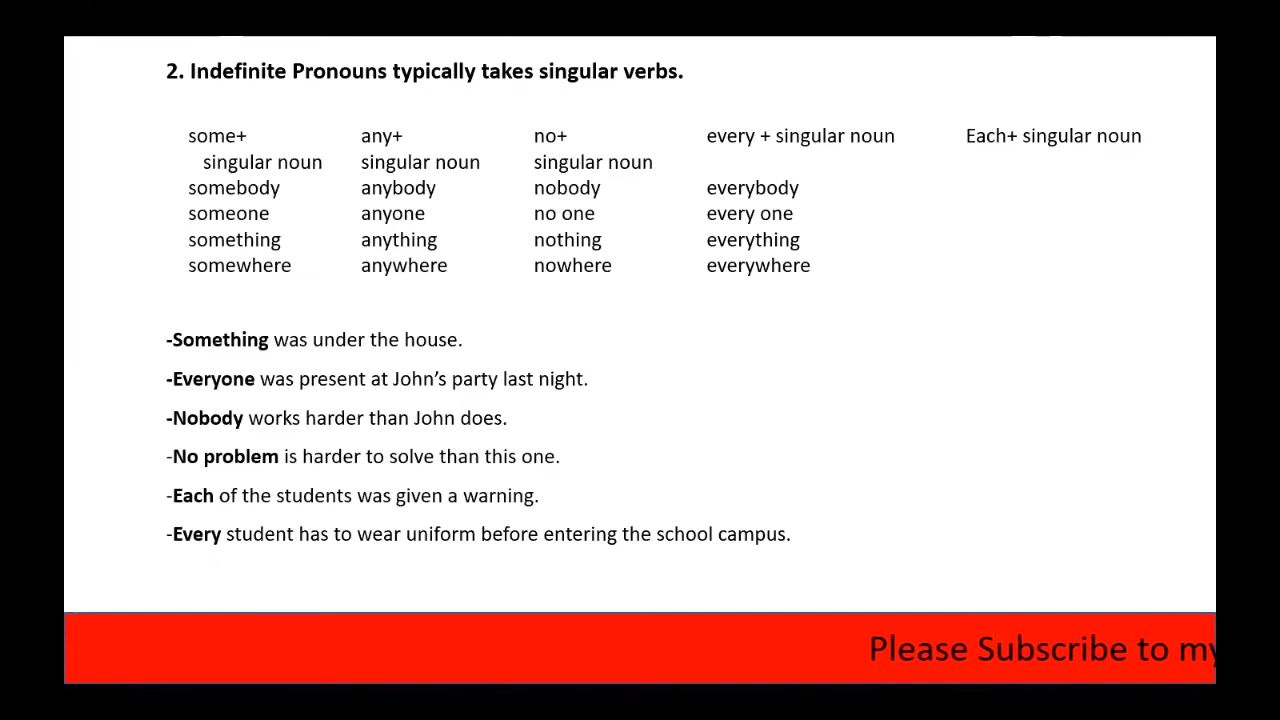 2. Indefinite Pronouns typically takes singular verbs.
some+ any+ no+ every + singular noun Each+ singular noun
singular noun singular noun singular noun
somebody anybody nobody everybody
someone anyone no one every one
something anything nothing everything
somewhere anywhere nowhere everywhere
-Something was under the house.
-Everyone was present at John’s party last night.
-Nobody works harder than John does.
-No problem is harder to solve than this one.
-Each of the students was given a warning.
-Every student has to wear uniform before entering the school campus.
Please Subscribe to my